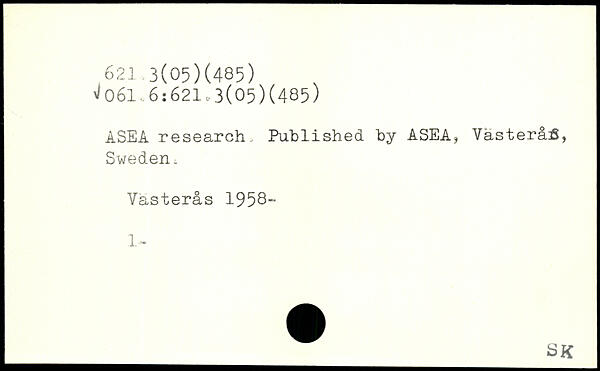 621.3(05)(485)
√061.6:621.3(05)(485)
ASEA research. Published by ASEA, Västerås,
Sweden.
Västerås 1958-
1-
SK